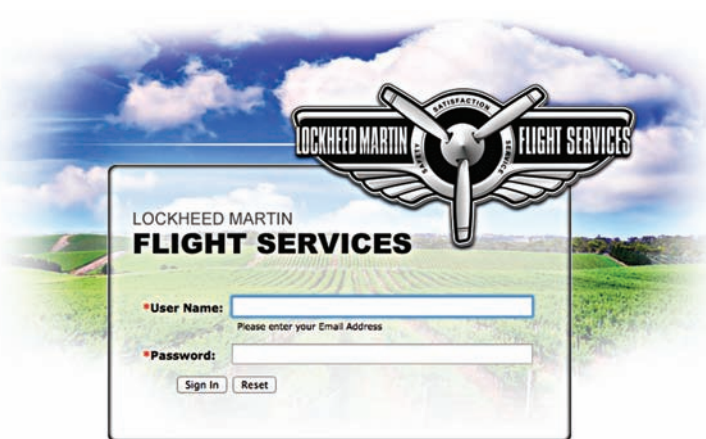 SATISFACTION
LOCKHEED MARTIN FLIGHT SERVICES
SAFETY SERVICE
LOCKHEED MARTIN
FLIGHT SERVICES
*User Name:
Please enter your Email Address
*Password:
Sign In Reset